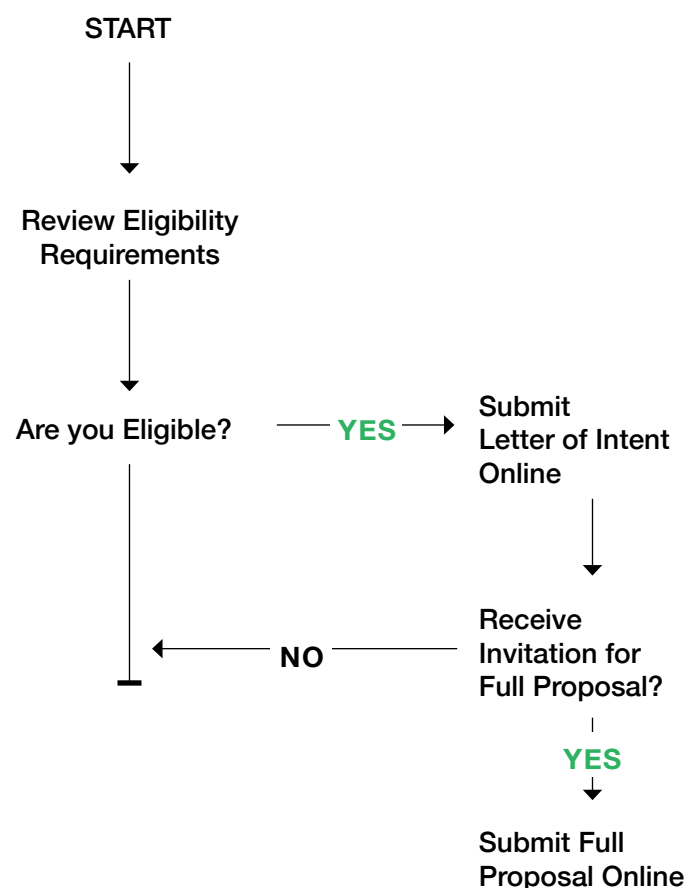 START
Review Eligibility
Requirements
Are you Eligible?
YES
Submit
Letter of Intent
Online
Receive
Invitation for
Full Proposal?
NO
YES
Submit Full
Proposal Online